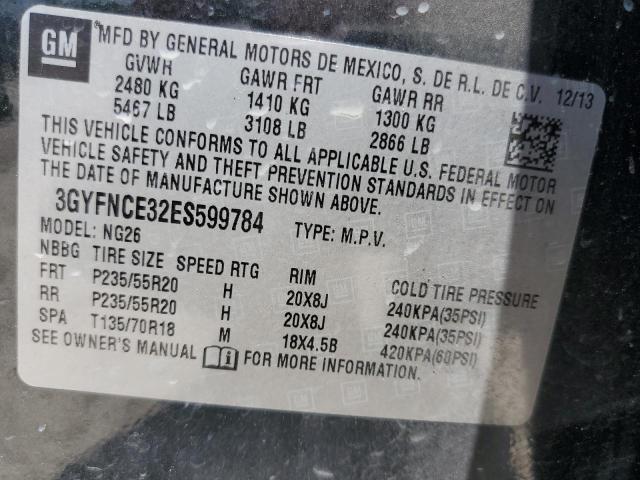 GM
MFD BY GENERAL MOTORS DE MEXICO, S. DE R.L. DE C.V. 12/13
GVWR GAWR FRT GAWR RR
2480 KG 1410 KG 1300 KG
5467 LB 3108 LB 2866 LB
THIS VEHICLE CONFORMS TO ALL APPLICABLE U.S. FEDERAL MOTOR
VEHICLE SAFETY AND THEFT PREVENTION STANDARDS IN EFFECT ON
THE DATE OF MANUFACTURE SHOWN ABOVE.
3GYFNCE32ES599784 TYPE: M.P.V.
MODEL: NG26
NBBG TIRE SIZE SPEED RTG RIM COLD TIRE PRESSURE
FRT P235/55R20 H 20X8J 240KPA(35PSI)
RR P235/55R20 H 20X8J 240KPA(35PSI)
SPA T135/70R18 M 18X4.5B 420KPA(60PSI)
SEE OWNER'S MANUAL FOR MORE INFORMATION.